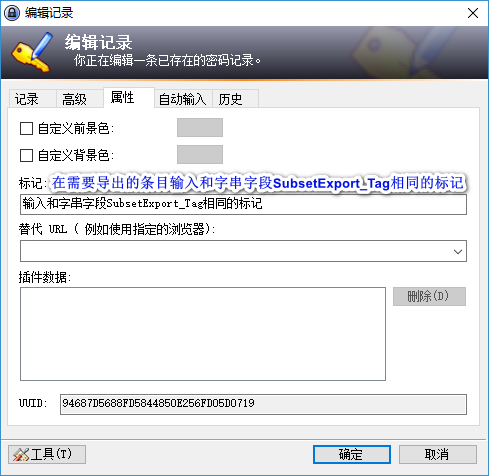 编辑记录
编辑记录
你正在编辑一条已存在的密码记录。
记录 高级 属性 自动输入 历史
自定义前景色:
自定义背景色:
标记: 在需要导出的条目输入和字串字段SubsetExport_Tag相同的标记
输入和字串字段SubsetExport_Tag相同的标记
替代 URL ( 例如使用指定的浏览器):
插件数据:
删除(D)
UUID: 94687D5688FD5844850E256FD05D0719
工具(T) 确定 取消